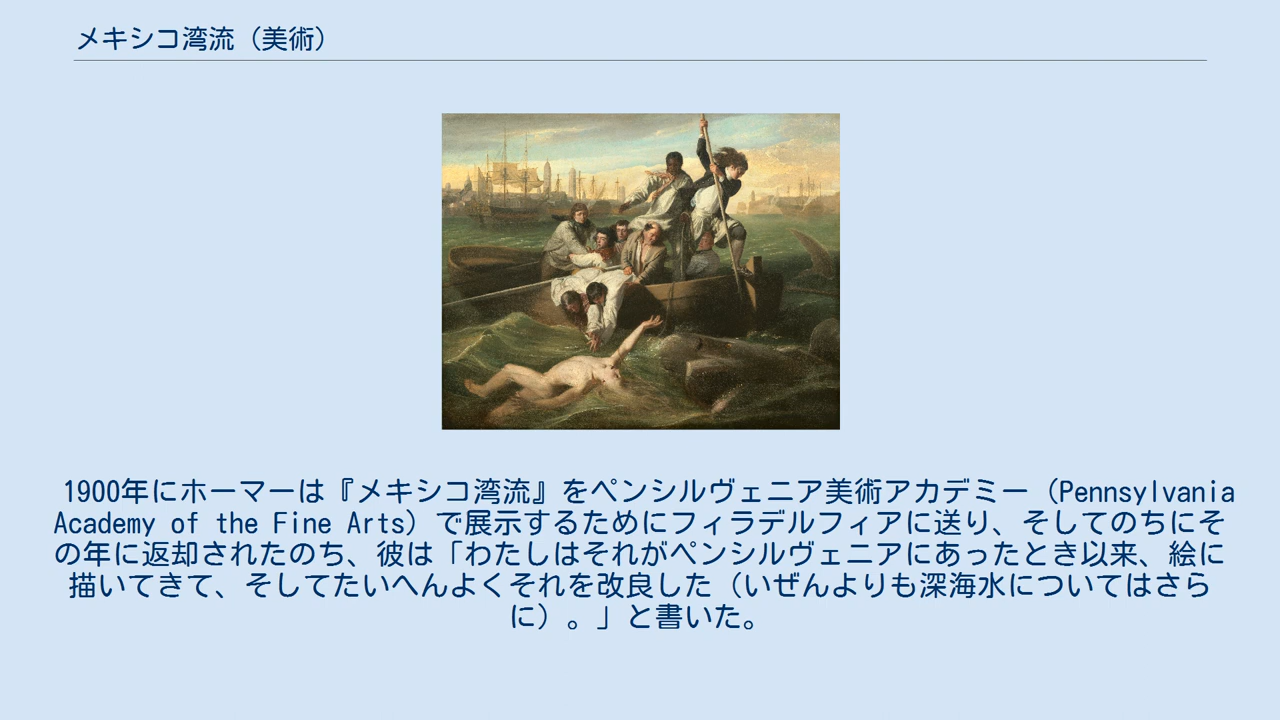 メキシコ湾流（美術）
1900年にホーマーは『メキシコ湾流』をペンシルヴェニア美術アカデミー（Pennsylvania
Academy of the Fine Arts）で展示するためにフィラデルフィアに送り、そしてのちにそ
の年に返却されたのち、彼は「わたしはそれがペンシルヴェニアにあったとき以来、絵に
描いてきて、そしてたいへんよくそれを改良した（いぜんよりも深海水についてはさら
に）。」と書いた。